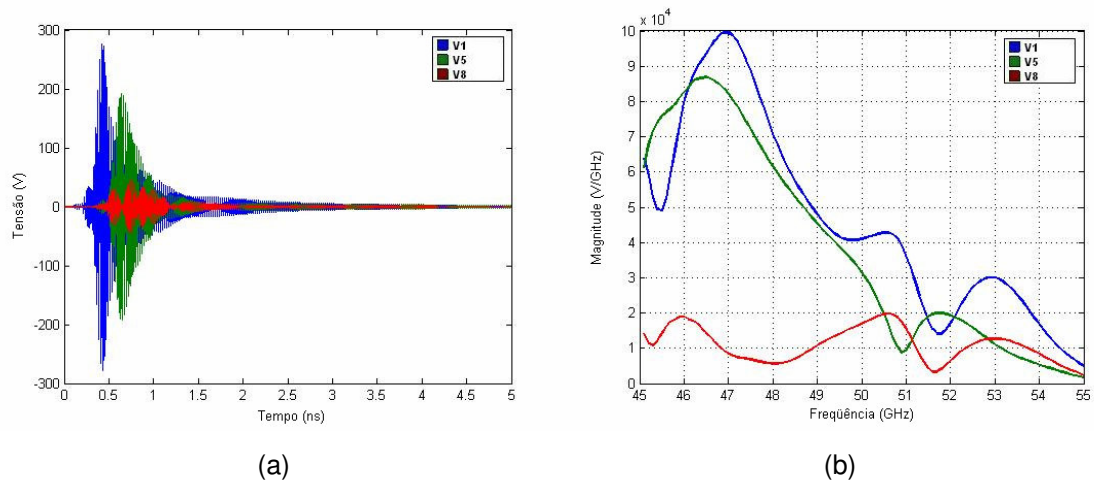 300
200
100
0
-100
-200
-300
Tensão (V)
V1
V5
V8
0 0.5 1 1.5 2 2.5 3 3.5 4 4.5 5
Tempo (ns)
(a)
x 10⁴
10
9
8
7
6
5
4
3
2
1
0
Magnitude (V/GHz)
V1
V5
V8
45 46 47 48 49 50 51 52 53 54 55
Freqüência (GHz)
(b)